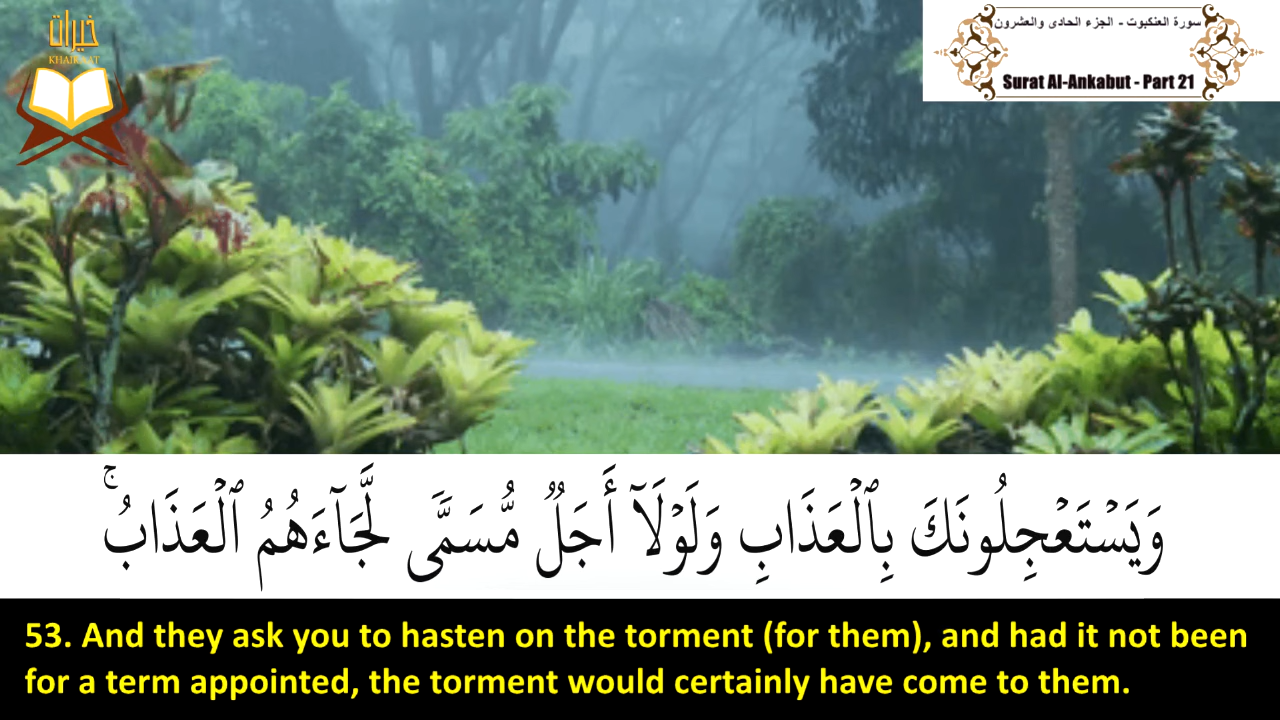 خيرات
KHAIRAAT
سورة العنكبوت - الجزء الحادى والعشرون
Surat Al-Ankabut - Part 21
وَيَسْتَعْجِلُونَكَ بِٱلْعَذَابِ وَلَوْلَآ أَجَلٌ مُّسَمًّى لَّجَآءَهُمُ ٱلْعَذَابُ ۚ
53. And they ask you to hasten on the torment (for them), and had it not been
for a term appointed, the torment would certainly have come to them.